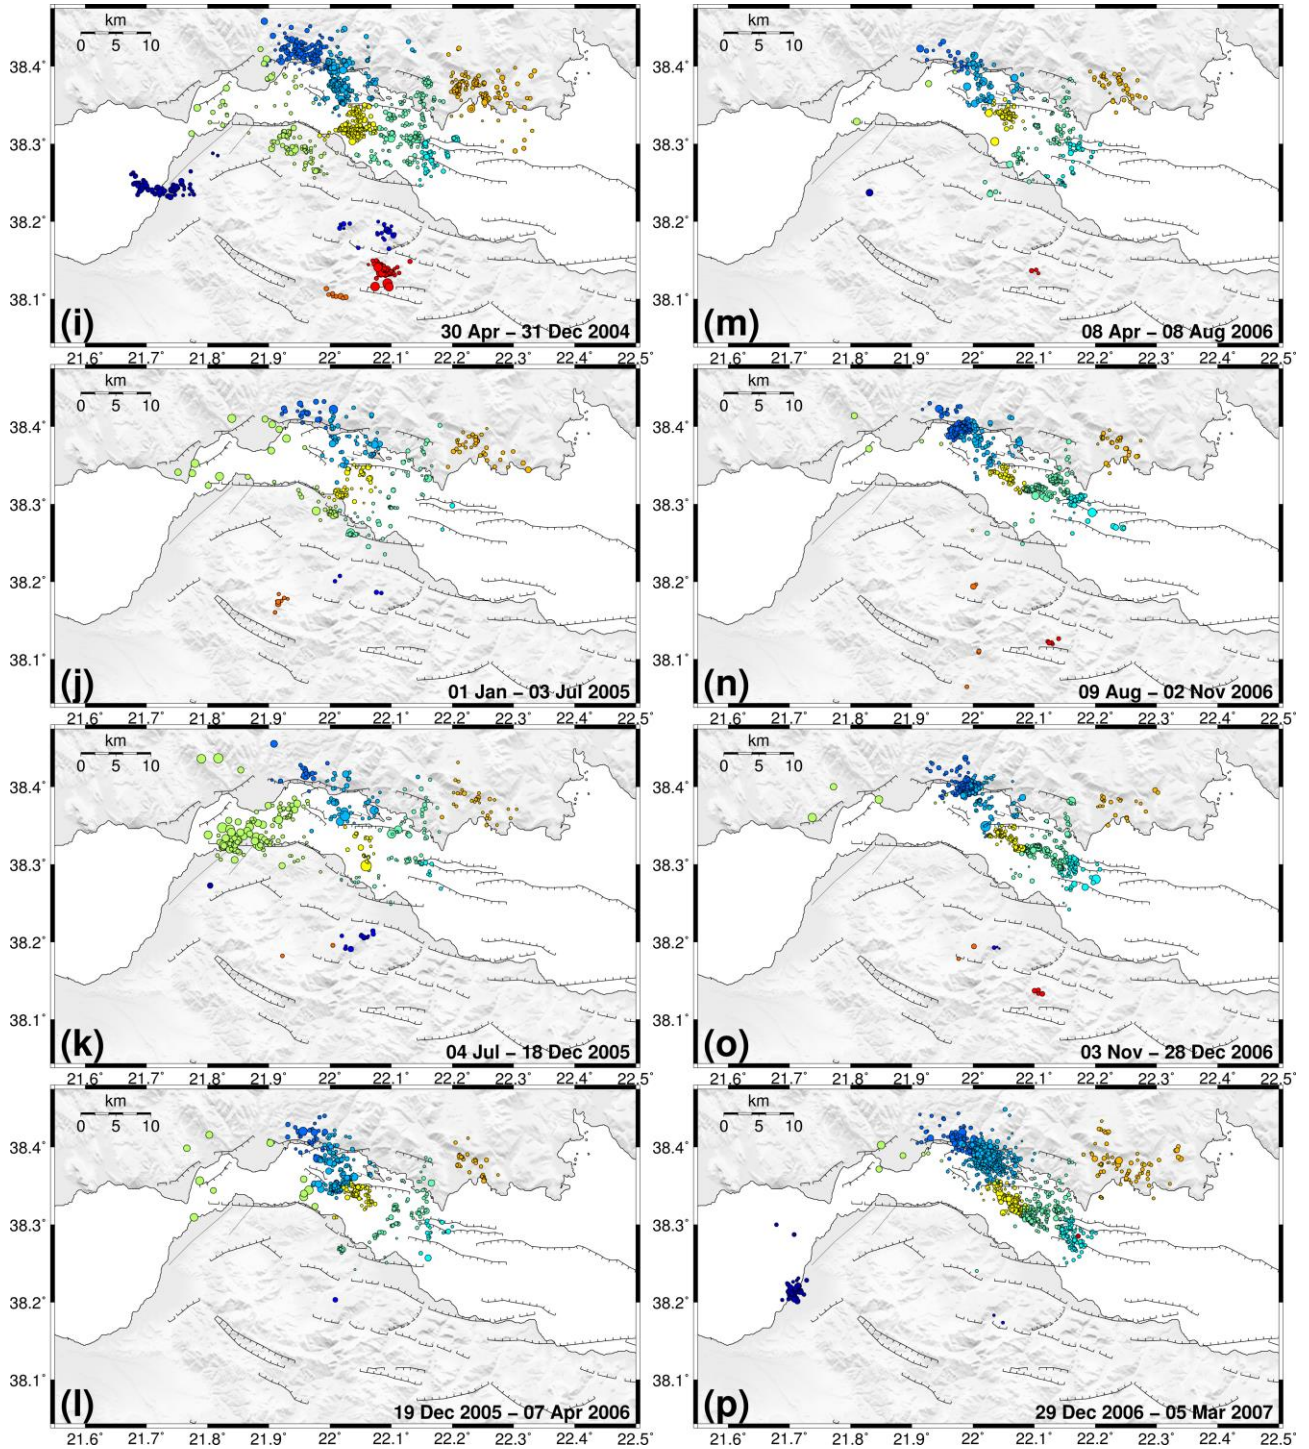 km
0 5 10
38.4°
38.3°
38.2°
38.1°
(i)
30 Apr – 31 Dec 2004
21.6° 21.7° 21.8° 21.9° 22° 22.1° 22.2° 22.3° 22.4° 22.5°
km
0 5 10
38.4°
38.3°
38.2°
38.1°
(j)
01 Jan – 03 Jul 2005
21.6° 21.7° 21.8° 21.9° 22° 22.1° 22.2° 22.3° 22.4° 22.5°
km
0 5 10
38.4°
38.3°
38.2°
38.1°
(k)
04 Jul – 18 Dec 2005
21.6° 21.7° 21.8° 21.9° 22° 22.1° 22.2° 22.3° 22.4° 22.5°
km
0 5 10
38.4°
38.3°
38.2°
38.1°
(l)
19 Dec 2005 – 07 Apr 2006
21.6° 21.7° 21.8° 21.9° 22° 22.1° 22.2° 22.3° 22.4° 22.5°
km
0 5 10
38.4°
38.3°
38.2°
38.1°
(m)
08 Apr – 08 Aug 2006
21.6° 21.7° 21.8° 21.9° 22° 22.1° 22.2° 22.3° 22.4° 22.5°
km
0 5 10
38.4°
38.3°
38.2°
38.1°
(n)
09 Aug – 02 Nov 2006
21.6° 21.7° 21.8° 21.9° 22° 22.1° 22.2° 22.3° 22.4° 22.5°
km
0 5 10
38.4°
38.3°
38.2°
38.1°
(o)
03 Nov – 28 Dec 2006
21.6° 21.7° 21.8° 21.9° 22° 22.1° 22.2° 22.3° 22.4° 22.5°
km
0 5 10
38.4°
38.3°
38.2°
38.1°
(p)
29 Dec 2006 – 05 Mar 2007
21.6° 21.7° 21.8° 21.9° 22° 22.1° 22.2° 22.3° 22.4° 22.5°